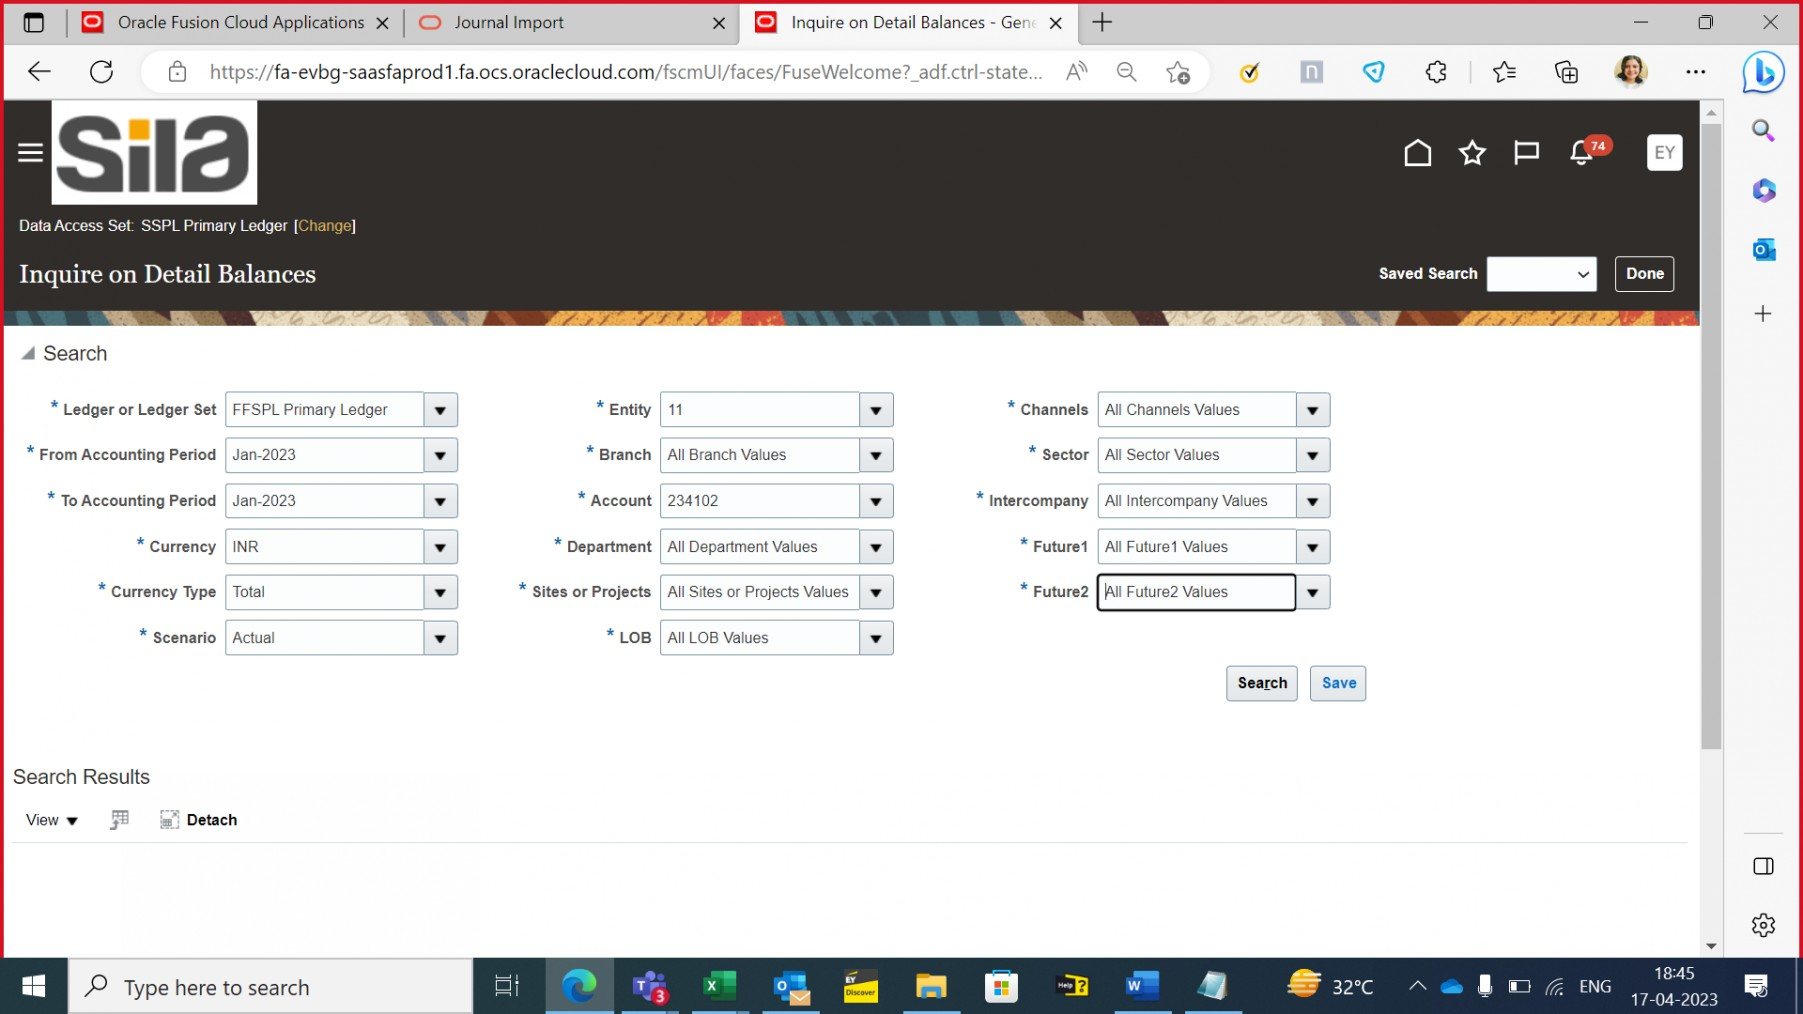 Oracle Fusion Cloud Applications
Journal Import
Inquire on Detail Balances - Gene
https://fa-evbg-saasfaprod1.fa.ocs.oraclecloud.com/fscmUI/faces/FuseWelcome?_adf.ctrl-state...
sila
74
EY
Data Access Set: SSPL Primary Ledger [Change]
Inquire on Detail Balances
Saved Search
Done
Search
* Ledger or Ledger Set FFSPL Primary Ledger
* Entity 11
* Channels All Channels Values
* From Accounting Period Jan-2023
* Branch All Branch Values
* Sector All Sector Values
* To Accounting Period Jan-2023
* Account 234102
* Intercompany All Intercompany Values
* Currency INR
* Department All Department Values
* Future1 All Future1 Values
* Currency Type Total
* Sites or Projects All Sites or Projects Values
* Future2 All Future2 Values
* Scenario Actual
* LOB All LOB Values
Search Save
Search Results
View
Detach
Type here to search
3
EY
Discover
Help ?
32°C
ENG
18:45
17-04-2023